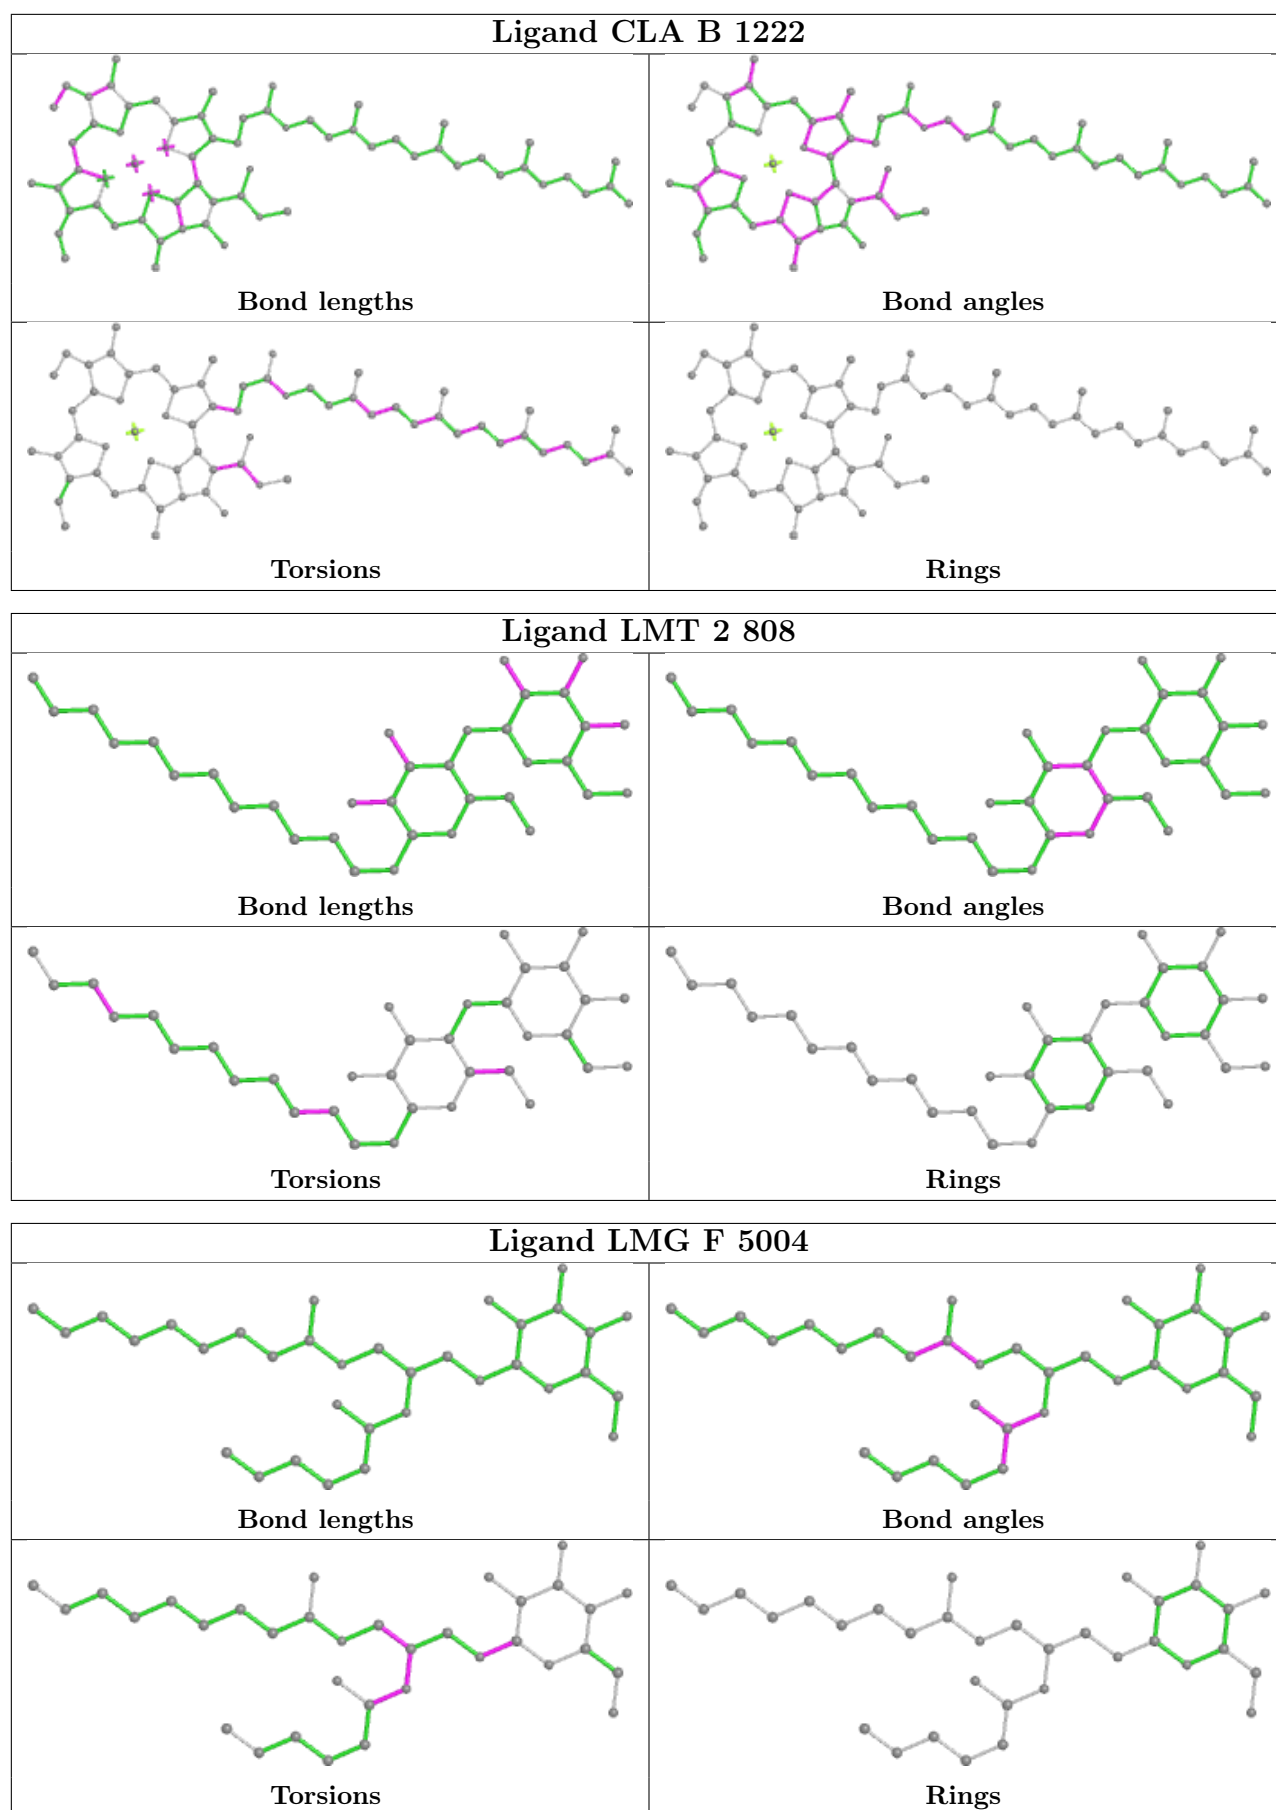 Ligand CLA B 1222
Bond lengths
Bond angles
Torsions
Rings
Ligand LMT 2 808
Bond lengths
Bond angles
Torsions
Rings
Ligand LMG F 5004
Bond lengths
Bond angles
Torsions
Rings